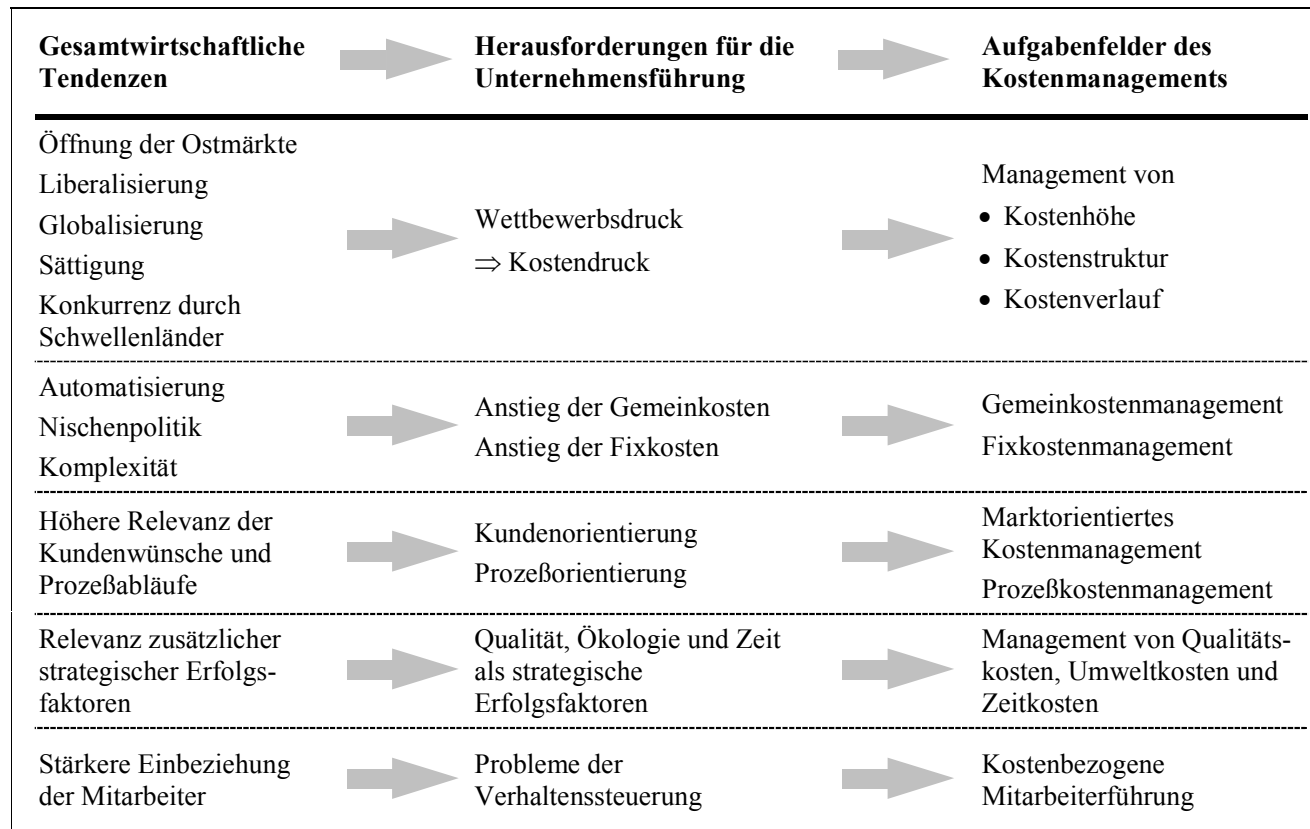 Gesamtwirtschaftliche
Tendenzen
Herausforderungen für die
Unternehmensführung
Aufgabenfelder des
Kostenmanagements
Öffnung der Ostmärkte
Liberalisierung
Globalisierung
Sättigung
Konkurrenz durch
Schwellenländer
Wettbewerbsdruck
⇒ Kostendruck
Management von
• Kostenhöhe
• Kostenstruktur
• Kostenverlauf
Automatisierung
Nischenpolitik
Komplexität
Anstieg der Gemeinkosten
Anstieg der Fixkosten
Gemeinkostenmanagement
Fixkostenmanagement
Höhere Relevanz der
Kundenwünsche und
Prozeßabläufe
Kundenorientierung
Prozeßorientierung
Marktorientiertes
Kostenmanagement
Prozeßkostenmanagement
Relevanz zusätzlicher
strategischer Erfolgs-
faktoren
Qualität, Ökologie und Zeit
als strategische
Erfolgsfaktoren
Management von Qualitäts-
kosten, Umweltkosten und
Zeitkosten
Stärkere Einbeziehung
der Mitarbeiter
Probleme der
Verhaltenssteuerung
Kostenbezogene
Mitarbeiterführung